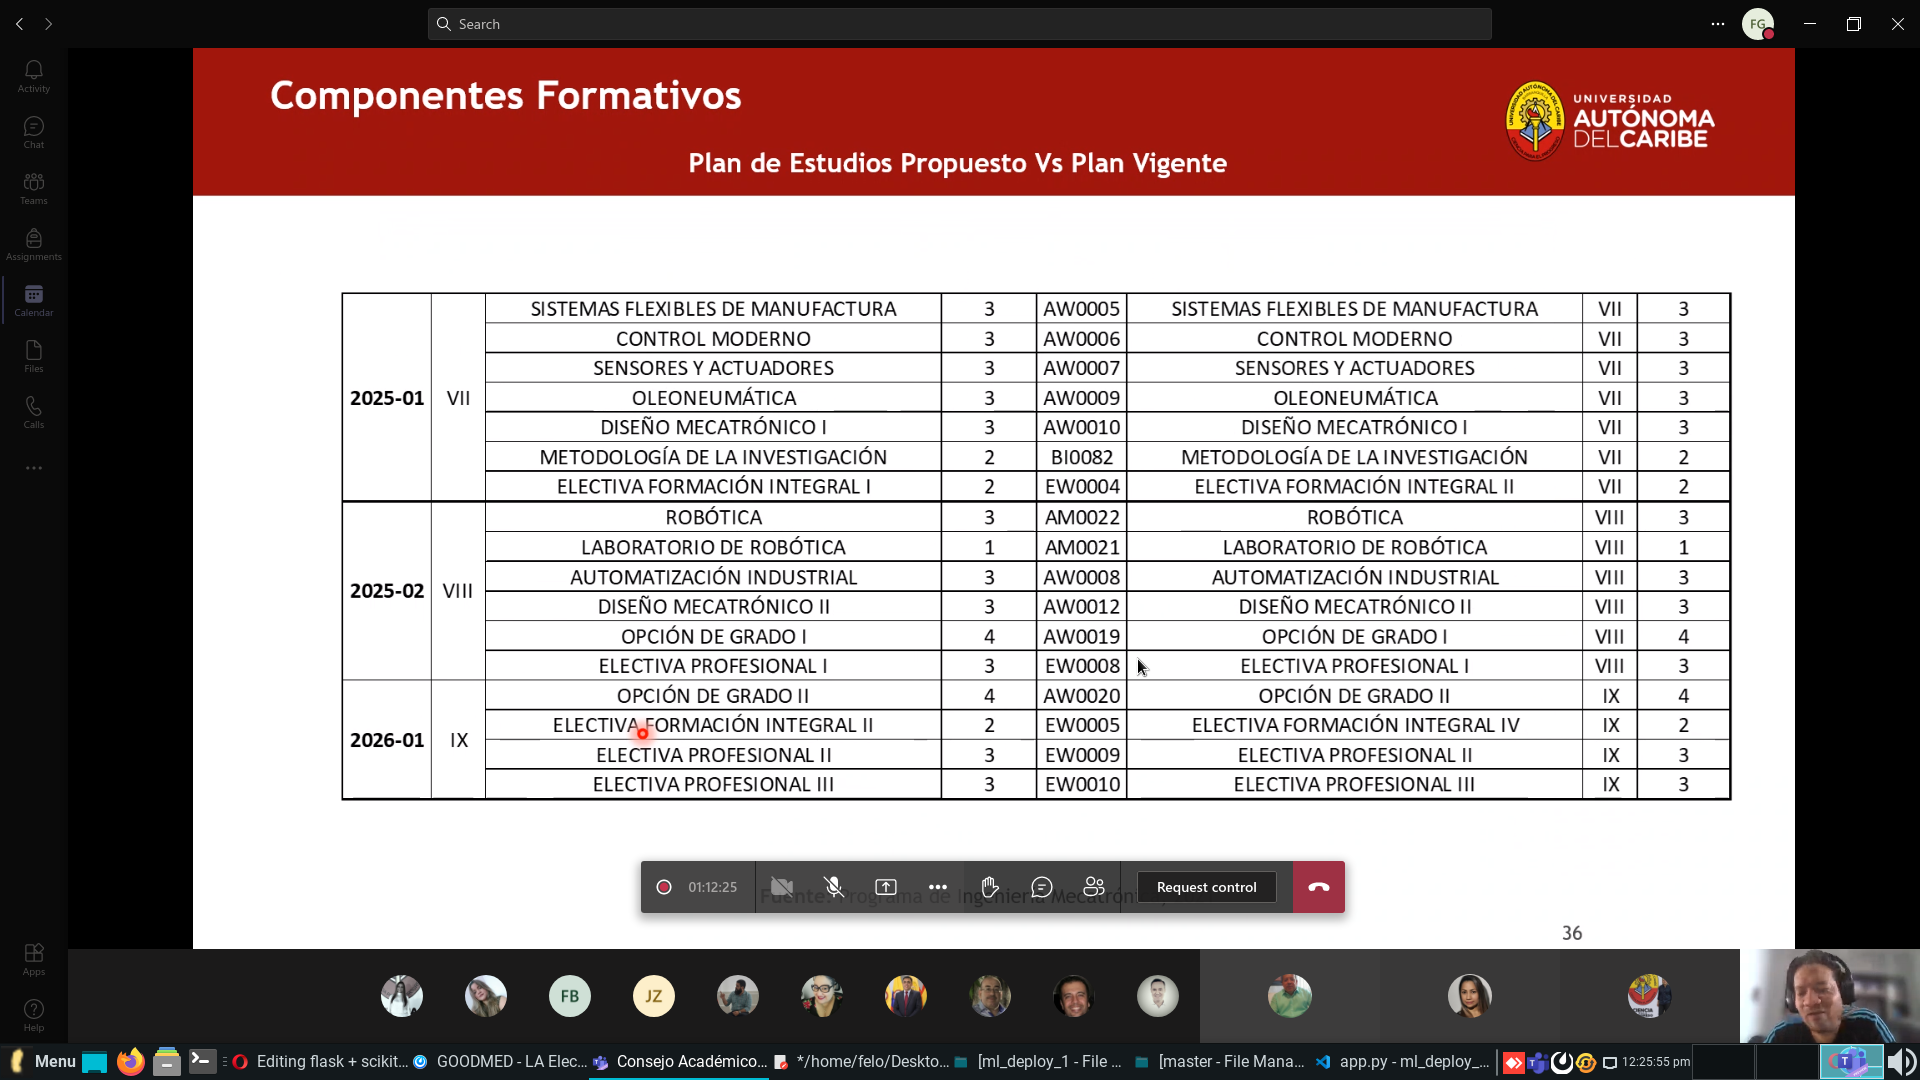 Search
FG
Activity
Chat
Teams
Assignments
Calendar
Files
Calls
Apps
Help
Componentes Formativos
UNIVERSIDAD
AUTÓNOMA
DELCARIBE
Plan de Estudios Propuesto Vs Plan Vigente
2025-01 VII
SISTEMAS FLEXIBLES DE MANUFACTURA 3 AW0005 SISTEMAS FLEXIBLES DE MANUFACTURA VII 3
CONTROL MODERNO 3 AW0006 CONTROL MODERNO VII 3
SENSORES Y ACTUADORES 3 AW0007 SENSORES Y ACTUADORES VII 3
OLEONEUMÁTICA 3 AW0009 OLEONEUMÁTICA VII 3
DISEÑO MECATRÓNICO I 3 AW0010 DISEÑO MECATRÓNICO I VII 3
METODOLOGÍA DE LA INVESTIGACIÓN 2 BI0082 METODOLOGÍA DE LA INVESTIGACIÓN VII 2
ELECTIVA FORMACIÓN INTEGRAL I 2 EW0004 ELECTIVA FORMACIÓN INTEGRAL II VII 2
2025-02 VIII
ROBÓTICA 3 AM0022 ROBÓTICA VIII 3
LABORATORIO DE ROBÓTICA 1 AM0021 LABORATORIO DE ROBÓTICA VIII 1
AUTOMATIZACIÓN INDUSTRIAL 3 AW0008 AUTOMATIZACIÓN INDUSTRIAL VIII 3
DISEÑO MECATRÓNICO II 3 AW0012 DISEÑO MECATRÓNICO II VIII 3
OPCIÓN DE GRADO I 4 AW0019 OPCIÓN DE GRADO I VIII 4
ELECTIVA PROFESIONAL I 3 EW0008 ELECTIVA PROFESIONAL I VIII 3
2026-01 IX
OPCIÓN DE GRADO II 4 AW0020 OPCIÓN DE GRADO II IX 4
ELECTIVA FORMACIÓN INTEGRAL II 2 EW0005 ELECTIVA FORMACIÓN INTEGRAL IV IX 2
ELECTIVA PROFESIONAL II 3 EW0009 ELECTIVA PROFESIONAL II IX 3
ELECTIVA PROFESIONAL III 3 EW0010 ELECTIVA PROFESIONAL III IX 3
01:12:25
Request control
Fuente: Programa de Ingeniería Mecatrón
36
FB
JZ
Menu
Editing flask + scikit...
GOODMED - LA Elec...
Consejo Académico...
*/home/felo/Deskto...
[ml_deploy_1 - File ...
[master - File Mana...
app.py - ml_deploy_...
12:25:55 pm